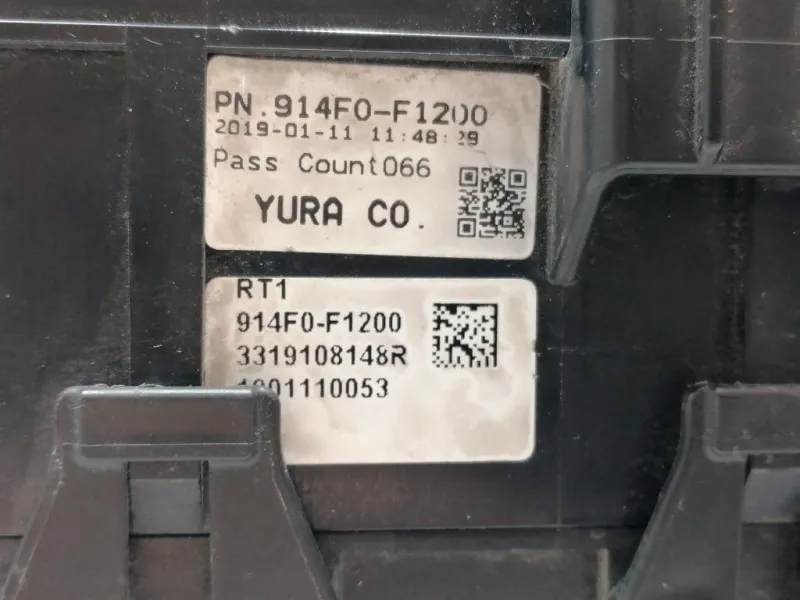 PN.914F0-F1200
2019-01-11 11:48:29
Pass Count066
YURA CO.
RT1
914F0-F1200
3319108148R
1901110053